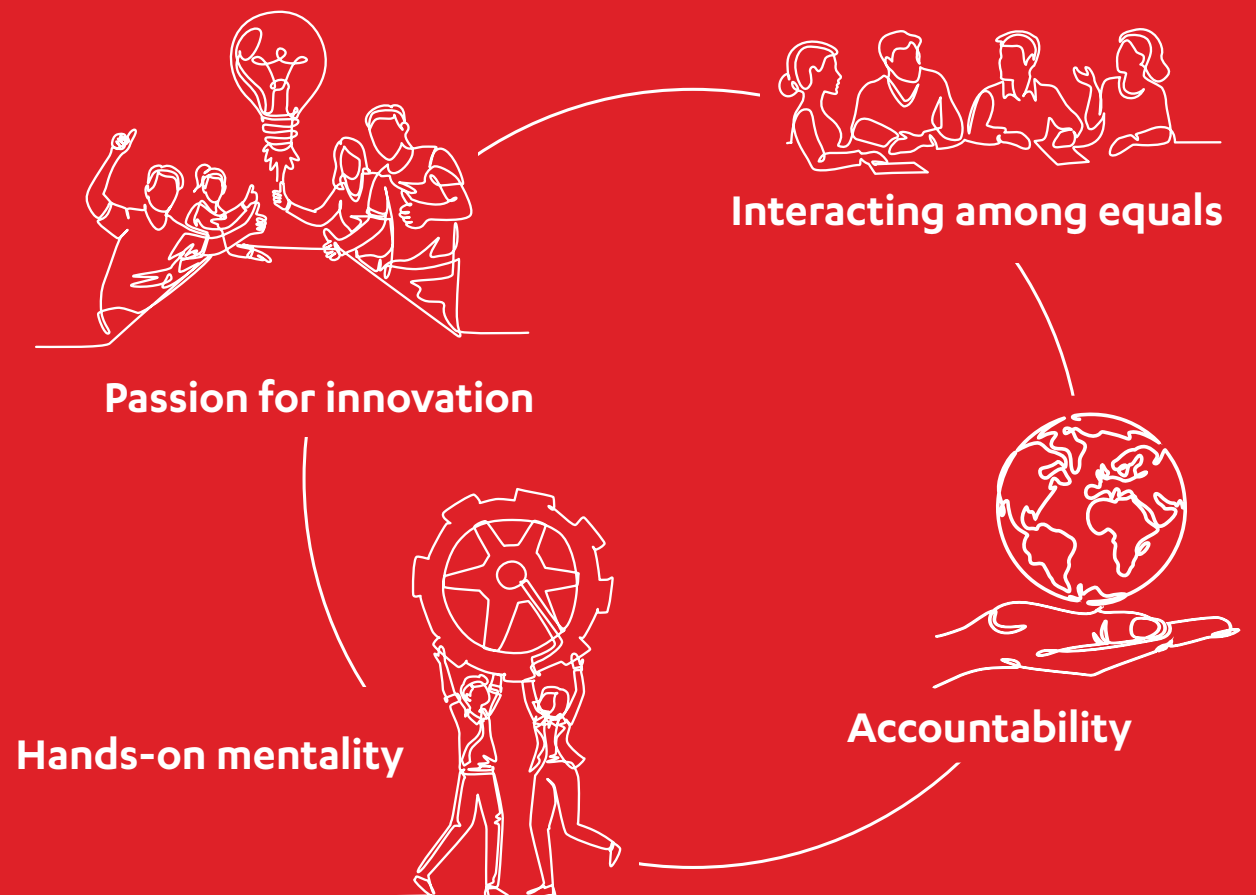 Interacting among equals
Passion for innovation
Accountability
Hands-on mentality